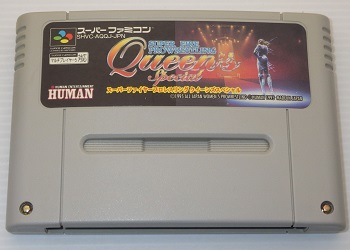 スーパーファミコン
SHVC-AQQJ-JPN
SUPER FIRE
PROWRESTLING
Queen's
Special
スーパーファイヤープロレスリング クイーンズスペシャル
HUMAN ENTERTAINMENT
HUMAN